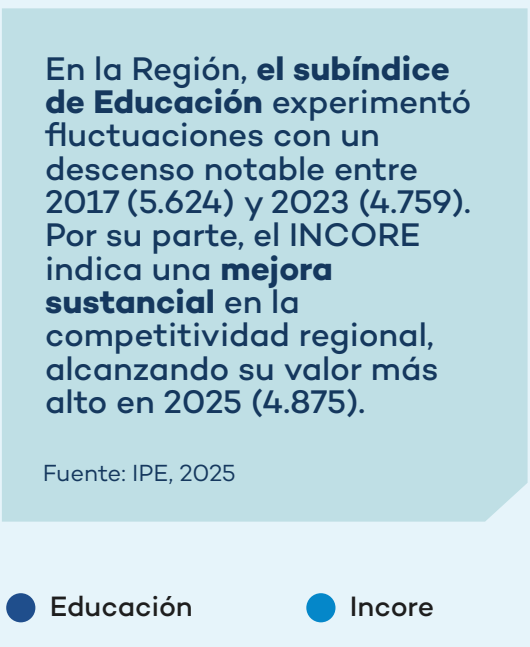 En la Región, el subíndice
de Educación experimentó
fluctuaciones con un
descenso notable entre
2017 (5.624) y 2023 (4.759).
Por su parte, el INCORE
indica una mejora
sustancial en la
competitividad regional,
alcanzando su valor más
alto en 2025 (4.875).
Fuente: IPE, 2025
Educación Incore